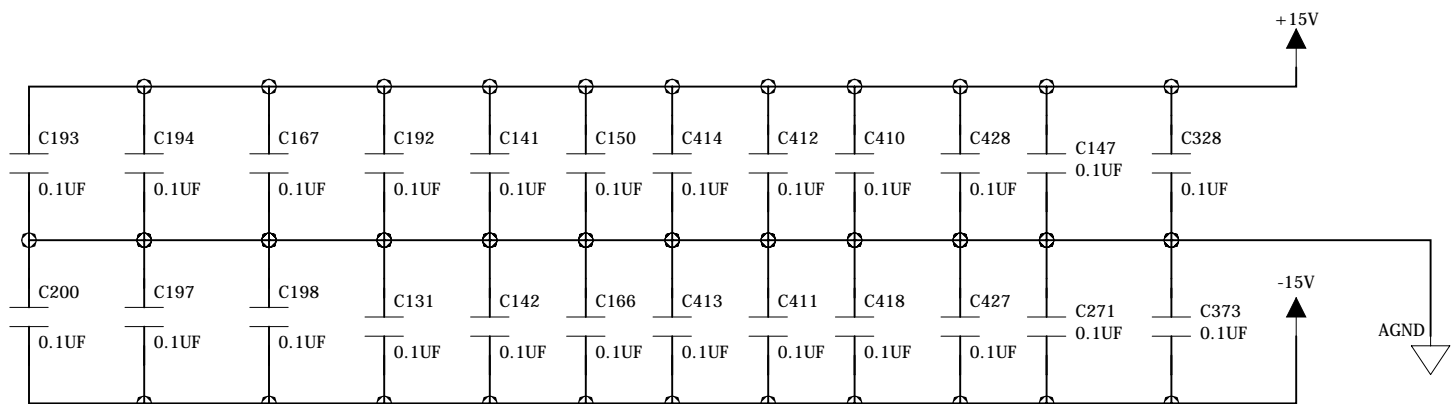 +15V
C193 C194 C167 C192 C141 C150 C414 C412 C410 C428 C147 C328
0.1UF 0.1UF 0.1UF 0.1UF 0.1UF 0.1UF 0.1UF 0.1UF 0.1UF 0.1UF 0.1UF 0.1UF
C200 C197 C198 C131 C142 C166 C413 C411 C418 C427 C271 C373 -15V
0.1UF 0.1UF 0.1UF 0.1UF 0.1UF 0.1UF 0.1UF 0.1UF 0.1UF 0.1UF 0.1UF 0.1UF AGND